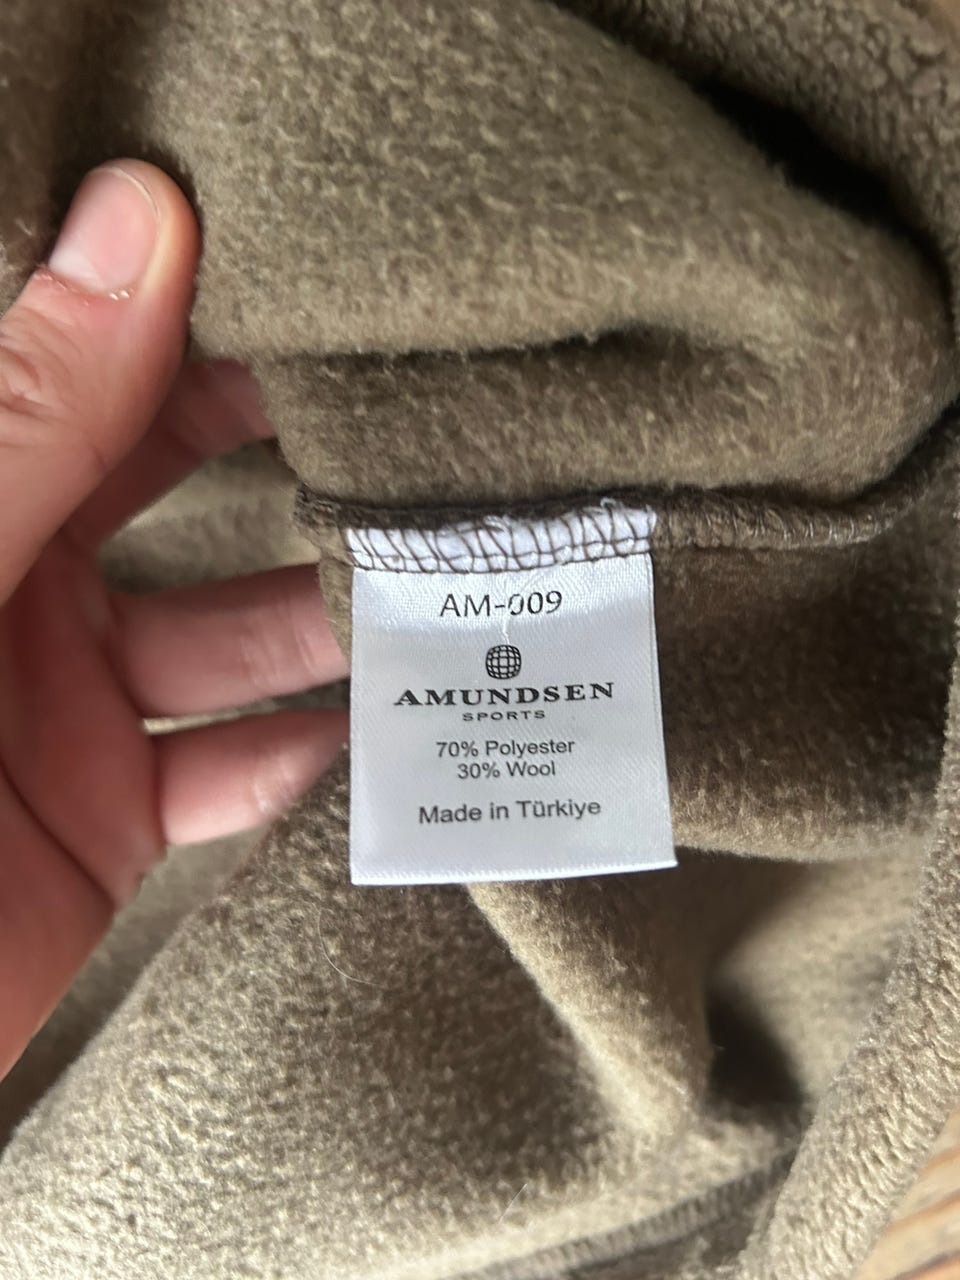 AM-009
AMUNDSEN
SPORTS
70% Polyester
30% Wool
Made in Türkiye